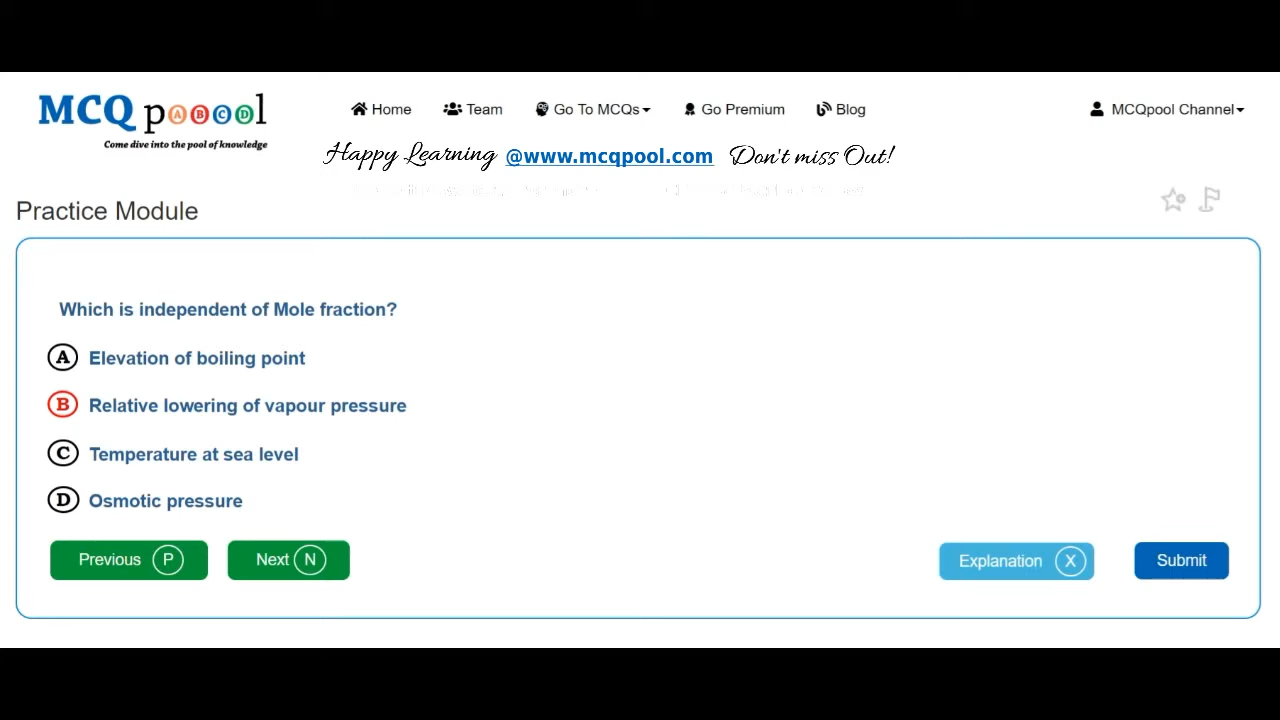 MCQ pABCDl
Come dive into the pool of knowledge
Home Team Go To MCQs Go Premium Blog MCQpool Channel
Happy Learning @www.mcqpool.com Don't miss Out!
Practice Module
Which is independent of Mole fraction?
A Elevation of boiling point
B Relative lowering of vapour pressure
C Temperature at sea level
D Osmotic pressure
Previous P Next N Explanation X Submit